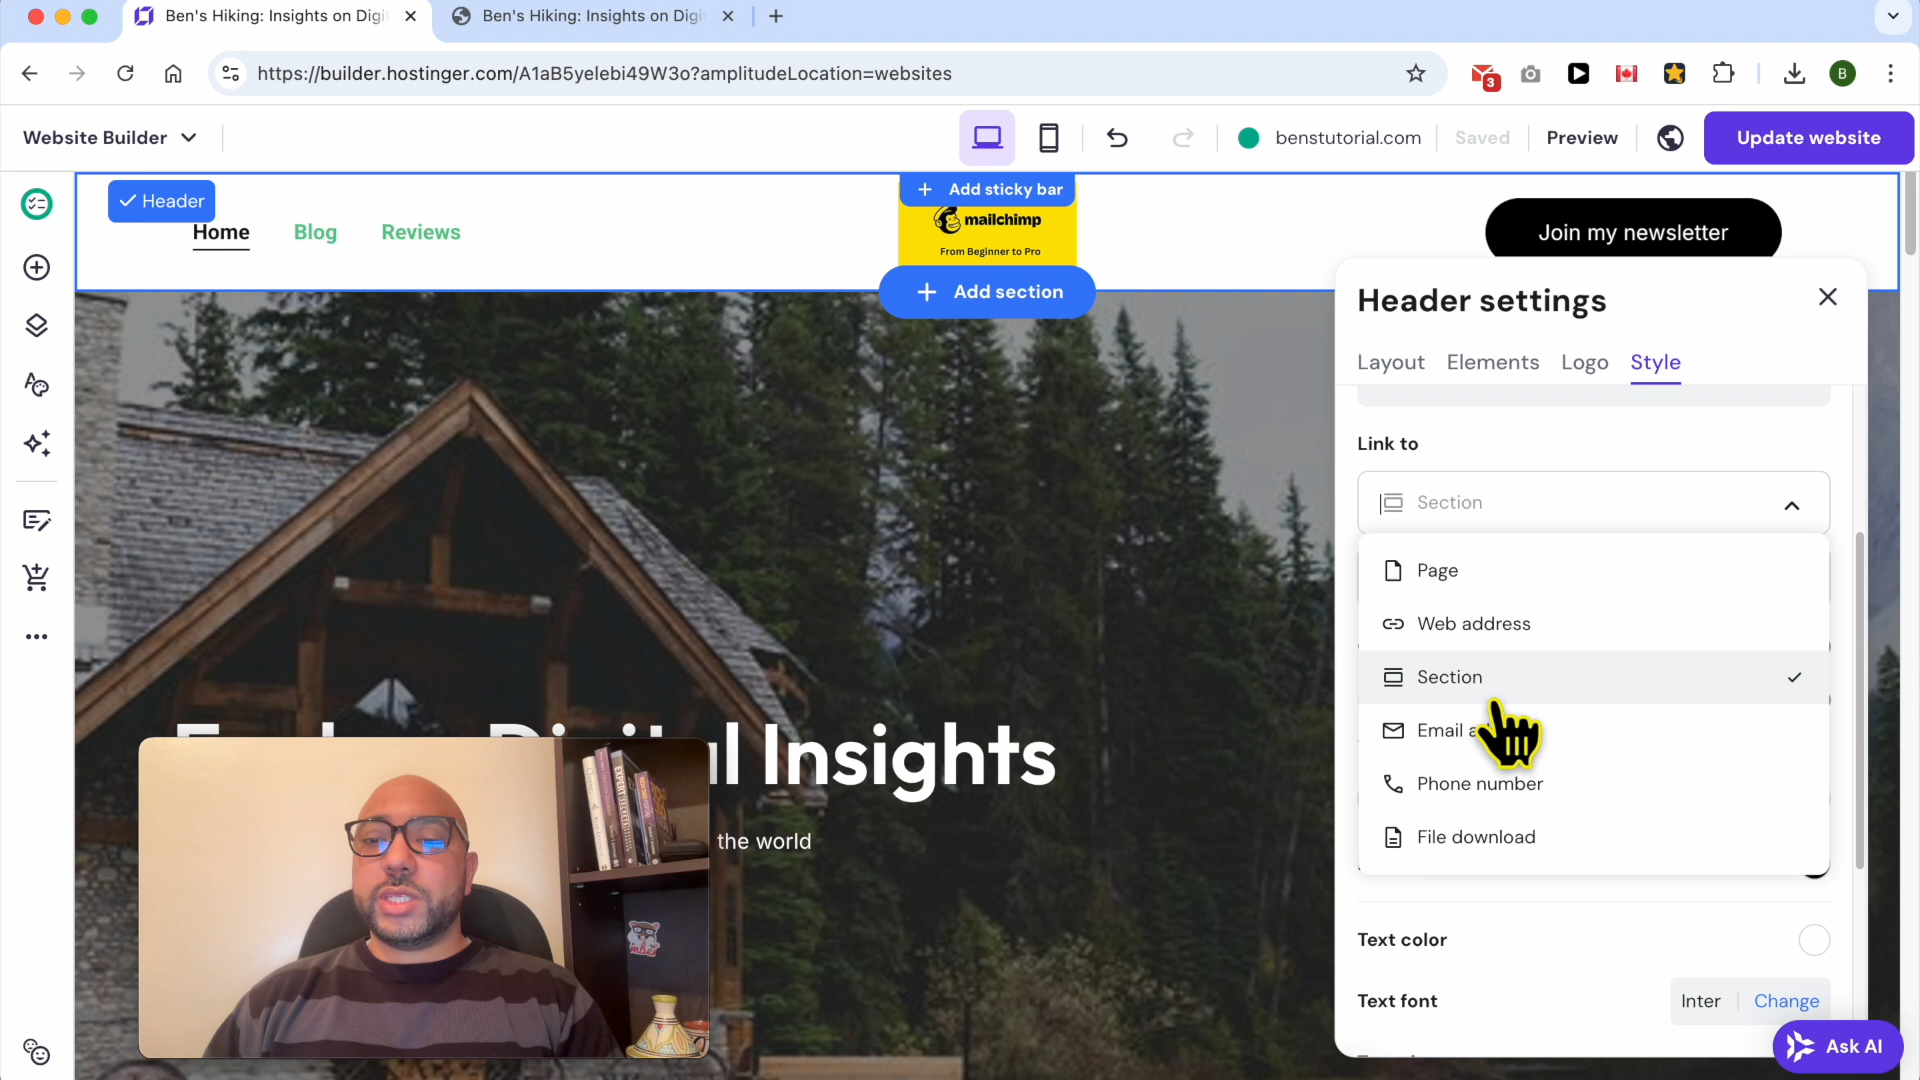 Ben's Hiking: Insights on Digi
Ben's Hiking: Insights on Digi
https://builder.hostinger.com/A1aB5yelebi49W3o?amplitudeLocation=websites
3
B
Website Builder
benstutorial.com
Saved
Preview
Update website
Header
Add sticky bar
Home
Blog
Reviews
mailchimp
From Beginner to Pro
Join my newsletter
Add section
Header settings
Layout
Elements
Logo
Style
Link to
Section
Page
Web address
Section
Email a
Phone number
File download
Text color
Text font
Inter
Change
Ask AI
Insights
the world
EXPERT SECRETS